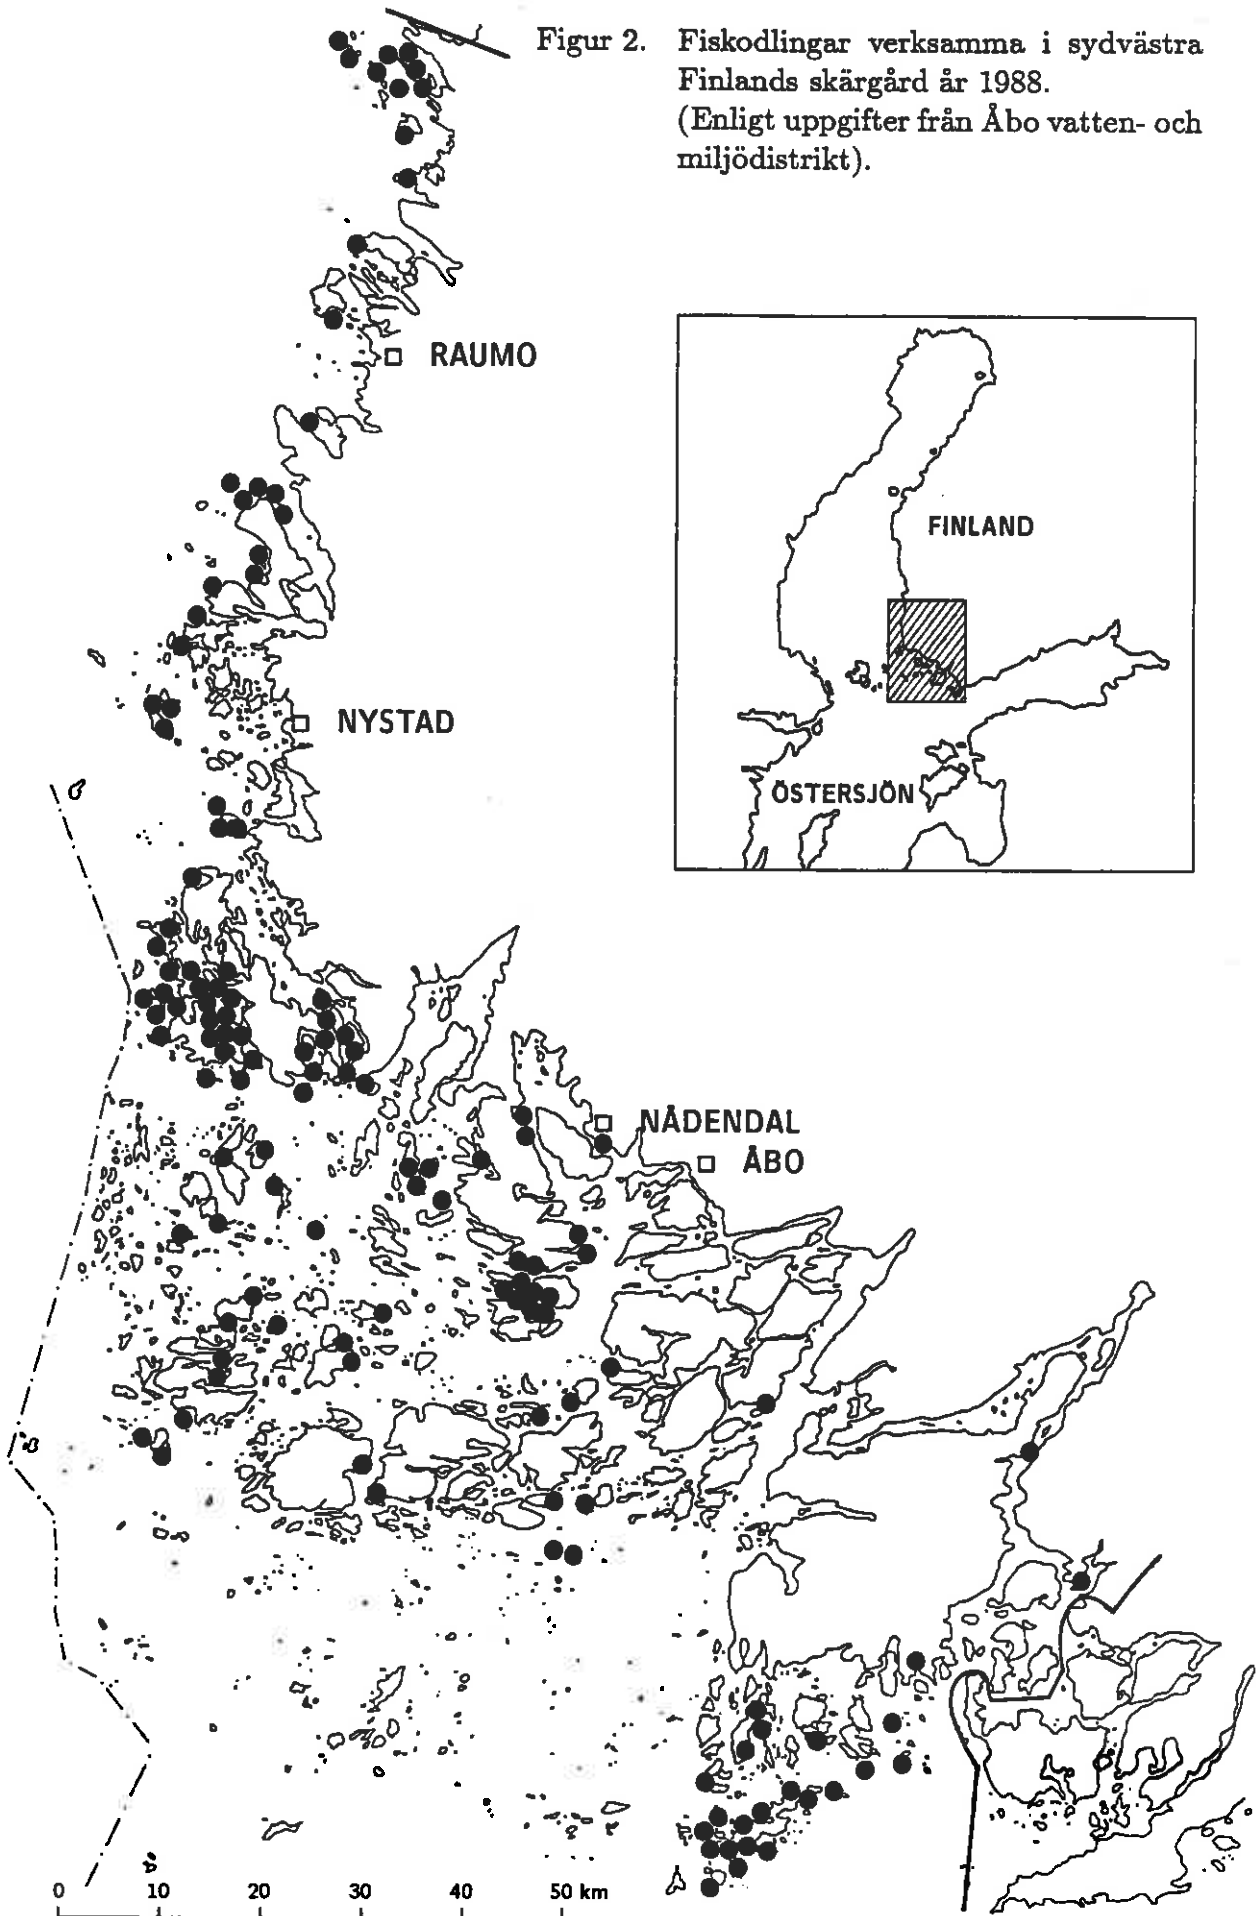 Figur 2. Fiskodlingar verksamma i sydvästra
Finlands skärgård år 1988.
(Enligt uppgifter från Åbo vatten- och
miljödistrikt).
RAUMO
FINLAND
NYSTAD
ÖSTERSJÖN
NÅDENDAL
ÅBO
0 10 20 30 40 50 km